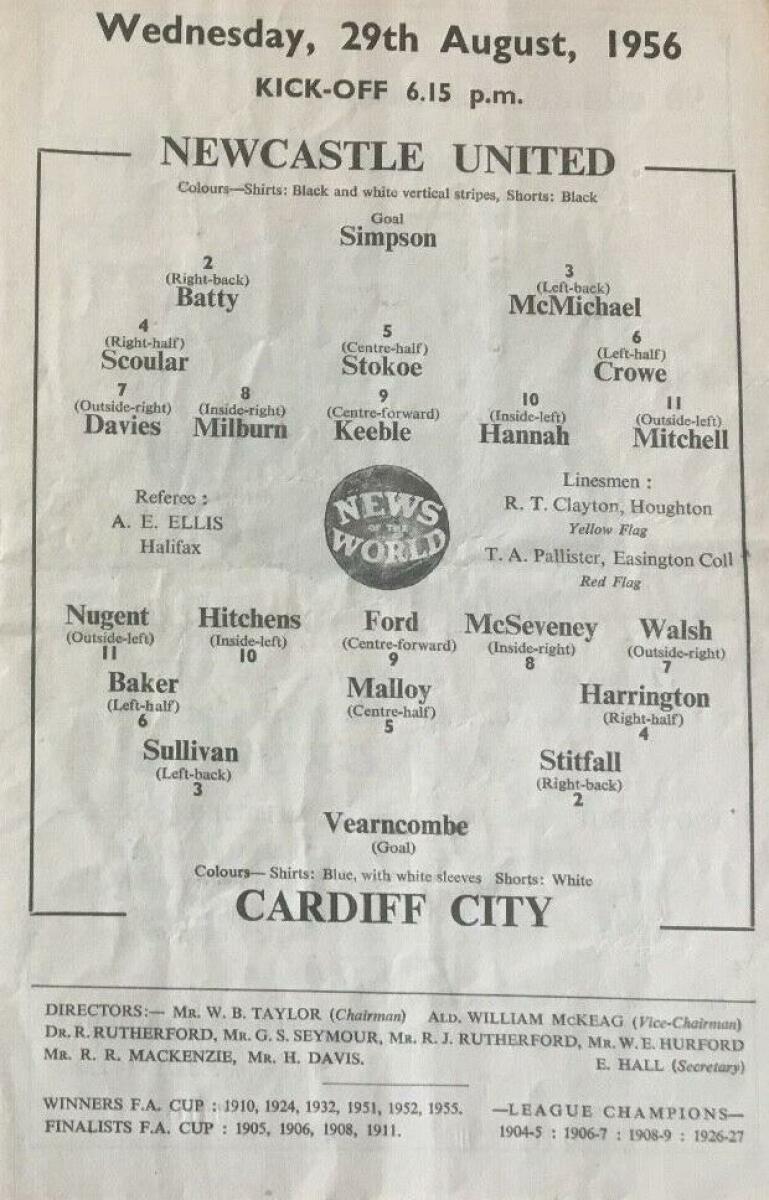 Wednesday, 29th August, 1956
KICK-OFF 6.15 p.m.
NEWCASTLE UNITED
Colours—Shirts: Black and white vertical stripes, Shorts: Black
Goal
Simpson
2 3
(Right-back) (Left-back)
Batty McMichael
4 5 6
(Right-half) (Centre-half) (Left-half)
Scoular Stokoe Crowe
7 8 9 10 11
(Outside-right) (Inside-right) (Centre-forward) (Inside-left) (Outside-left)
Davies Milburn Keeble Hannah Mitchell
Referee :
A. E. ELLIS
Halifax
NEWS
OF THE
WORLD
Linesmen :
R. T. Clayton, Houghton
Yellow Flag
T. A. Pallister, Easington Coll
Red Flag
Nugent Hitchens Ford McSeveney Walsh
(Outside-left) (Inside-left) (Centre-forward) (Inside-right) (Outside-right)
11 10 9 8 7
Baker Malloy Harrington
(Left-half) (Centre-half) (Right-half)
6 5 4
Sullivan Stitfall
(Left-back) (Right-back)
3 2
Vearncombe
(Goal)
Colours— Shirts: Blue, with white sleeves Shorts: White
CARDIFF CITY
DIRECTORS:— MR. W. B. TAYLOR (Chairman) ALD. WILLIAM MCKEAG (Vice-Chairman)
DR. R. RUTHERFORD, MR. G. S. SEYMOUR, MR. R. J. RUTHERFORD, MR. W. E. HURFORD
MR. R. R. MACKENZIE, MR. H. DAVIS. E. HALL (Secretary)
WINNERS F.A. CUP : 1910, 1924, 1932, 1951, 1952, 1955.
FINALISTS F.A. CUP : 1905, 1906, 1908, 1911.
—LEAGUE CHAMPIONS—
1904-5 : 1906-7 : 1908-9 : 1926-27